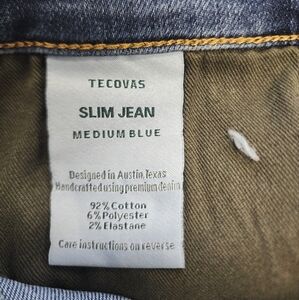 TECOVAS
SLIM JEAN
MEDIUM BLUE
Designed in Austin, Texas
Handcrafted using premium denim
92% Cotton
6% Polyester
2% Elastane
Care instructions on reverse